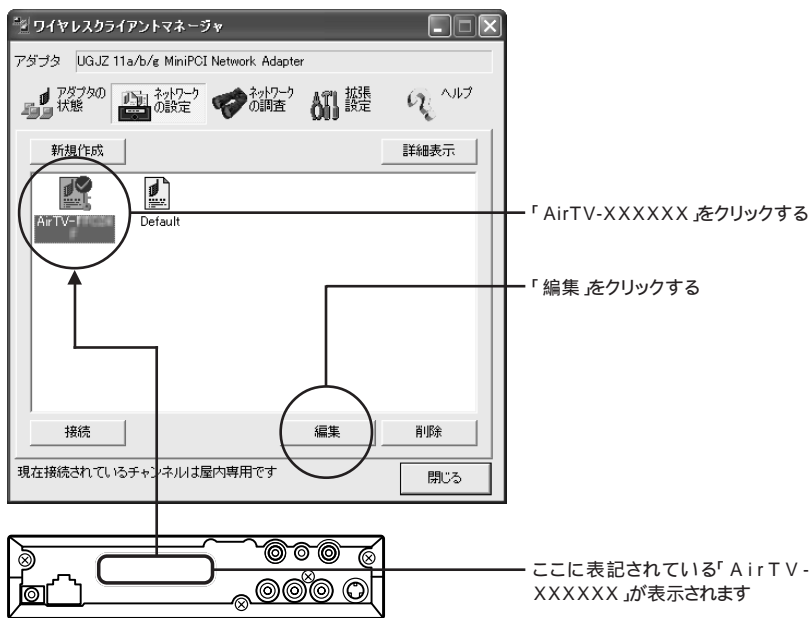 ワイヤレスクライアントマネージャ
アダプタ UGJZ 11a/b/g MiniPCI Network Adapter
アダプタの状態
ネットワークの設定
ネットワークの調査
拡張設定
ヘルプ
新規作成 詳細表示
AirTV-
Default
「AirTV-XXXXXX」をクリックする
「編集」をクリックする
接続 編集 削除
現在接続されているチャンネルは屋内専用です 閉じる
ここに表記されている「AirTV-
XXXXXX」が表示されます